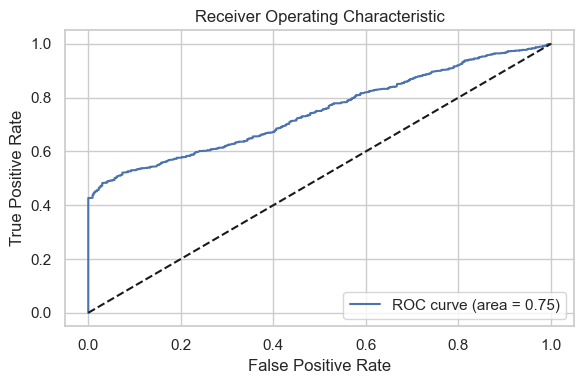 Receiver Operating Characteristic
1.0
0.8
0.6
0.4
0.2
0.0
True Positive Rate
ROC curve (area = 0.75)
0.0 0.2 0.4 0.6 0.8 1.0
False Positive Rate